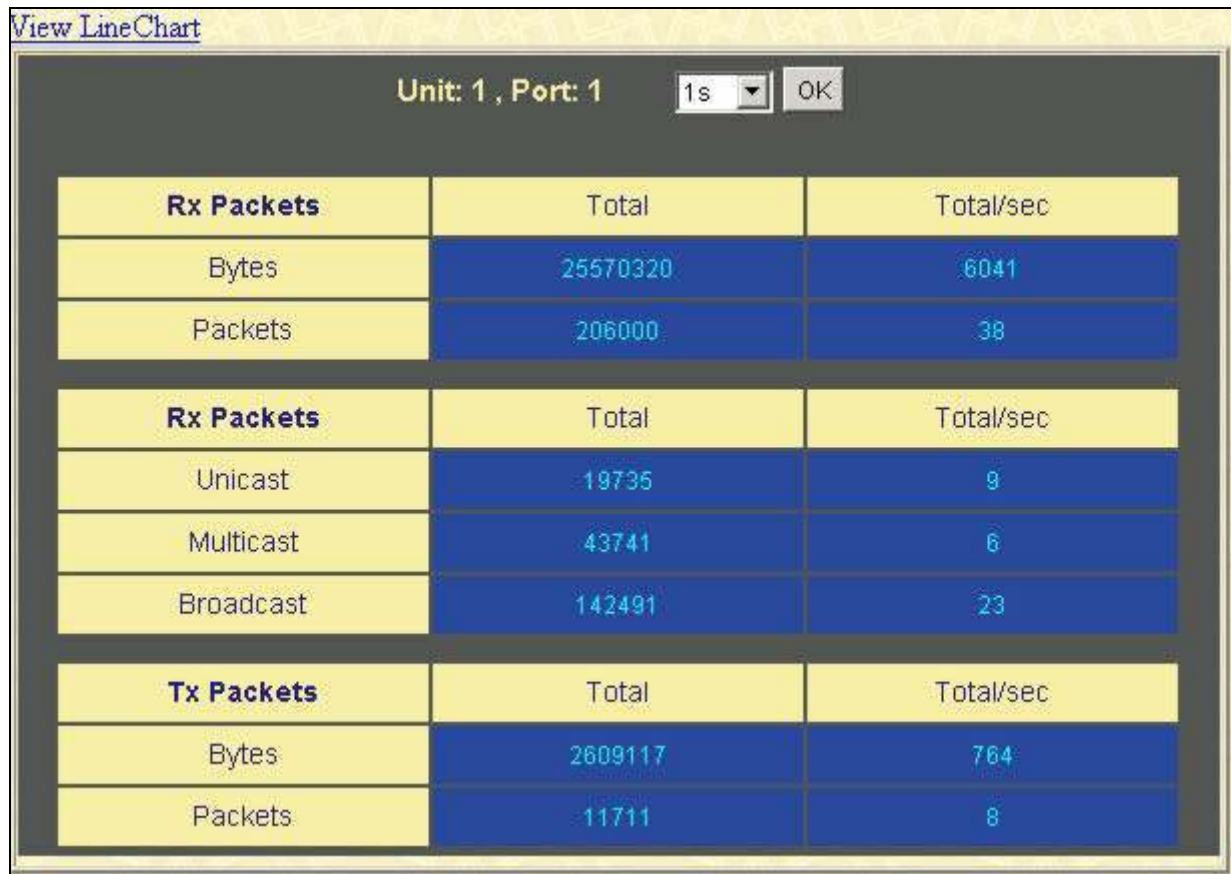 View LineChart
Unit: 1 , Port: 1 1s OK
Rx Packets Total Total/sec
Bytes 25570320 6041
Packets 206000 38
Rx Packets Total Total/sec
Unicast 19735 9
Multicast 43741 6
Broadcast 142491 23
Tx Packets Total Total/sec
Bytes 2609117 764
Packets 11711 8